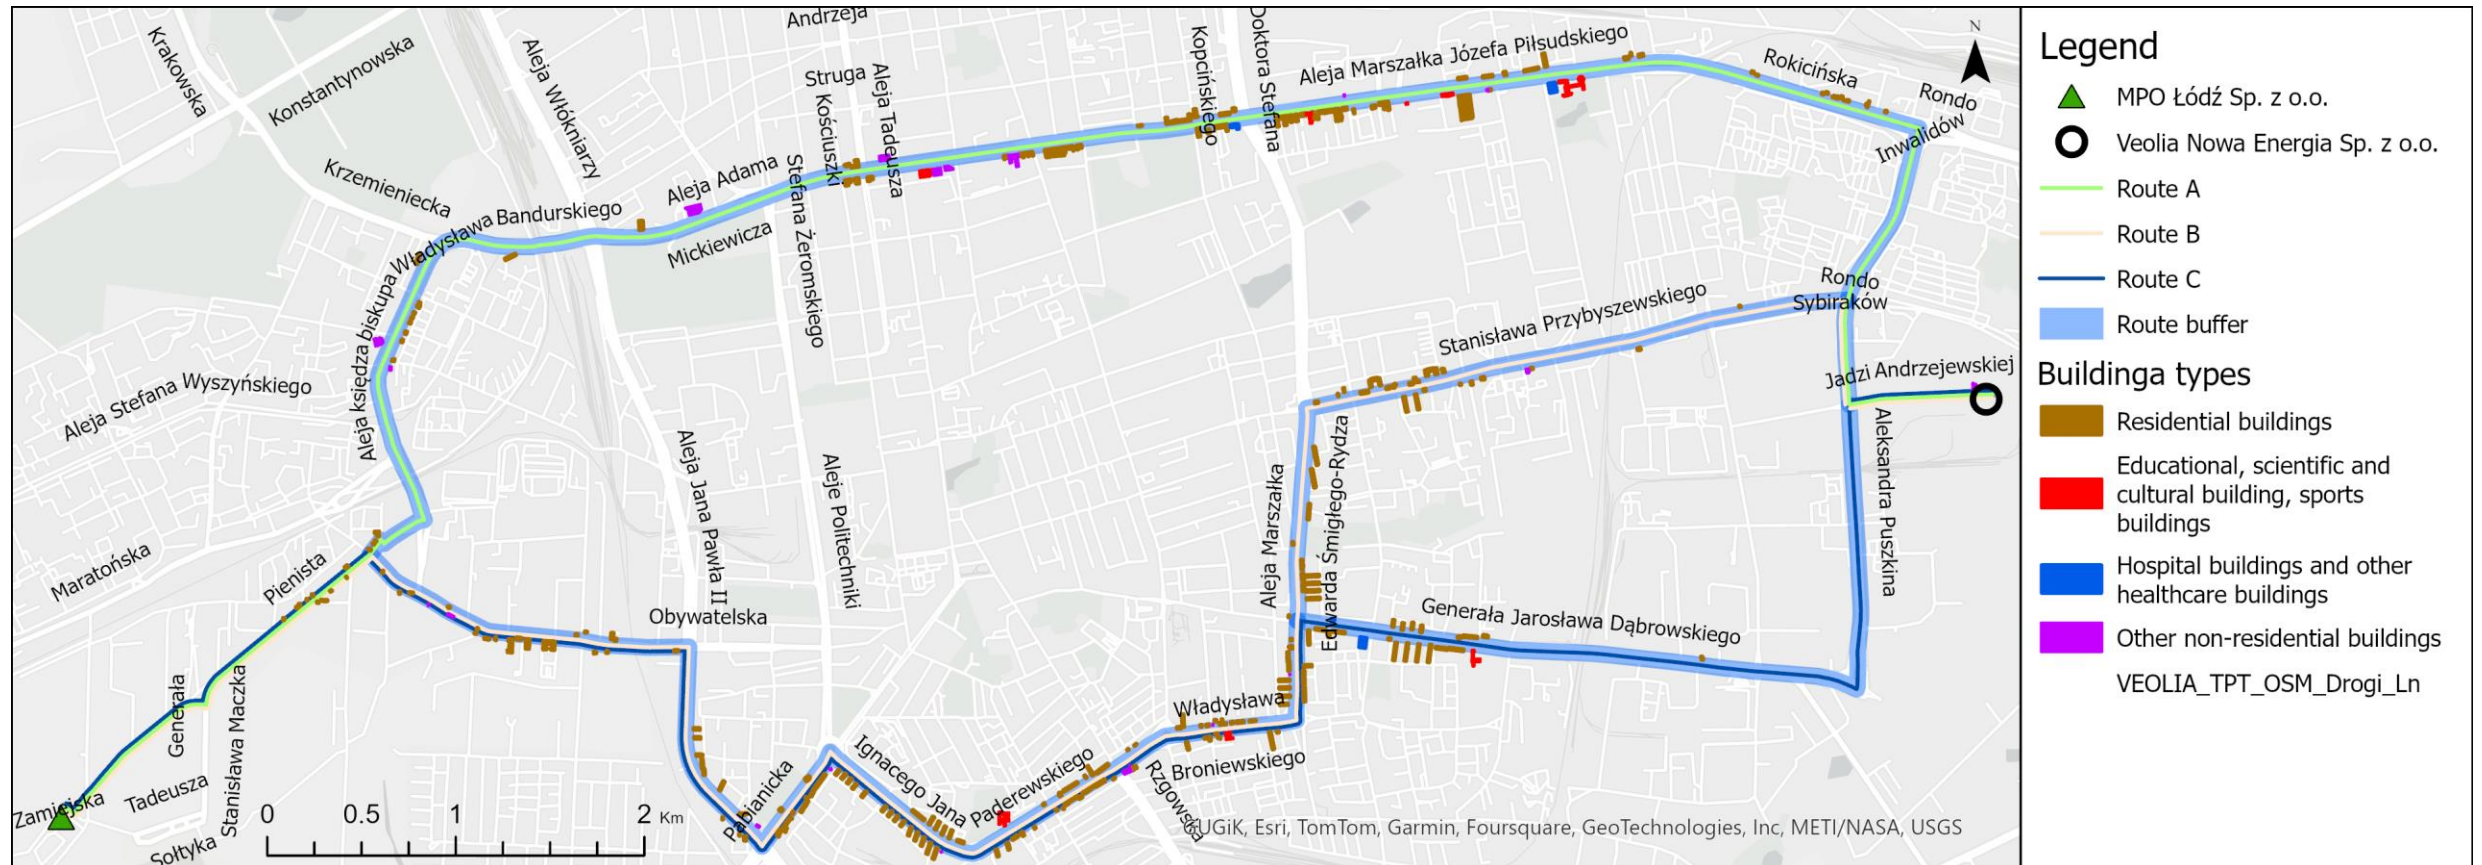 Andrzeja
Krakowska
Konstantynowska
Aleja Włókniarzy
Struga
Aleja Tadeusza
Kościuszki
Kopcińskiego
Doktora Stefana
Aleja Marszałka Józefa Piłsudskiego
Rokicińska
Rondo
Inwalidów
N
Krzemieniecka
Aleja Adama
Mickiewicza
Stefana Żeromskiego
Bandurskiego
Władysława
Aleja księdza biskupa
Aleja Stefana Wyszyńskiego
Stanisława Przybyszewskiego
Rondo
Sybiraków
Jadzi Andrzejewskiej
Aleksandra Puszkina
Aleja Jana Pawła II
Aleje Politechniki
Aleja Marszałka
Edwarda Śmigłego-Rydza
Maratońska
Pienista
Obywatelska
Generała Jarosława Dąbrowskiego
Generała
Stanisława Maczka
Władysława
Broniewskiego
Ignacego Jana
Paderewskiego
Pabianicka
Rzgowska
Zamiejska
Tadeusza
Sołtyka
0 0.5 1 2 Km
GUGiK, Esri, TomTom, Garmin, Foursquare, GeoTechnologies, Inc, METI/NASA, USGS
Legend
MPO Łódź Sp. z o.o.
Veolia Nowa Energia Sp. z o.o.
Route A
Route B
Route C
Route buffer
Buildinga types
Residential buildings
Educational, scientific and
cultural building, sports
buildings
Hospital buildings and other
healthcare buildings
Other non-residential buildings
VEOLIA_TPT_OSM_Drogi_Ln